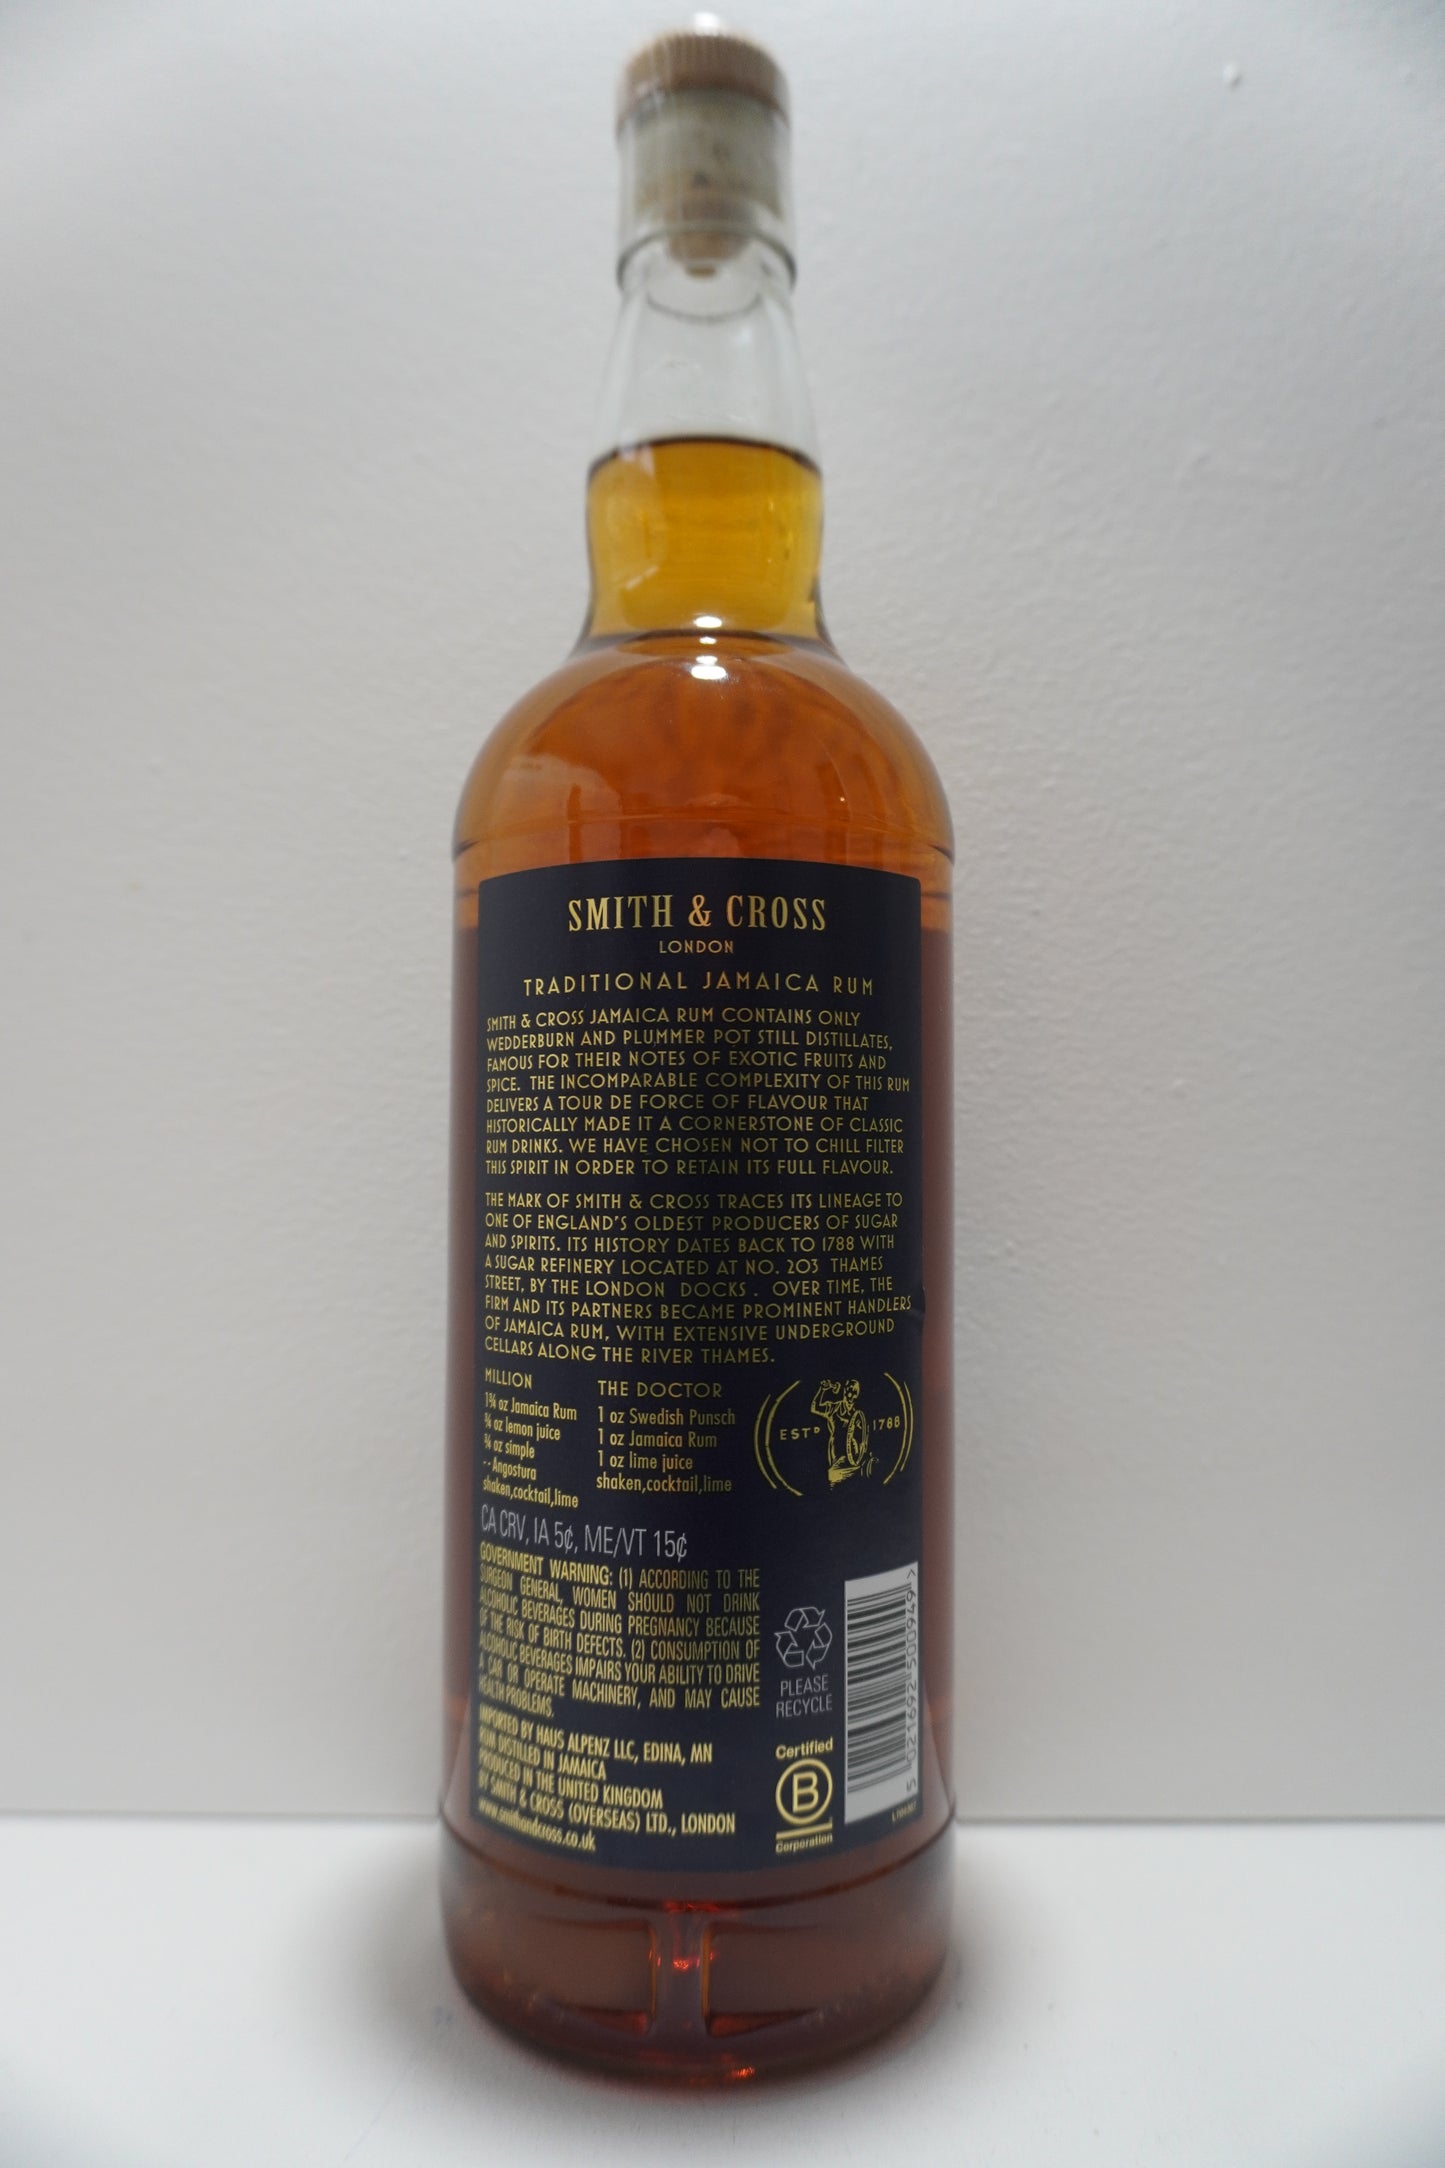 SMITH & CROSS
LONDON
TRADITIONAL JAMAICA RUM
SMITH & CROSS JAMAICA RUM CONTAINS ONLY
WEDDERBURN AND PLUMMER POT STILL DISTILLATES,
FAMOUS FOR THEIR NOTES OF EXOTIC FRUITS AND
SPICE. THE INCOMPARABLE COMPLEXITY OF THIS RUM
DELIVERS A TOUR DE FORCE OF FLAVOUR THAT
HISTORICALLY MADE IT A CORNERSTONE OF CLASSIC
RUM DRINKS. WE HAVE CHOSEN NOT TO CHILL FILTER
THIS SPIRIT IN ORDER TO RETAIN ITS FULL FLAVOUR.
THE MARK OF SMITH & CROSS TRACES ITS LINEAGE TO
ONE OF ENGLAND'S OLDEST PRODUCERS OF SUGAR
AND SPIRITS. ITS HISTORY DATES BACK TO 1788 WITH
A SUGAR REFINERY LOCATED AT NO. 203 THAMES
STREET, BY THE LONDON DOCKS . OVER TIME, THE
FIRM AND ITS PARTNERS BECAME PROMINENT HANDLERS
OF JAMAICA RUM, WITH EXTENSIVE UNDERGROUND
CELLARS ALONG THE RIVER THAMES.
MILLION
1¾ oz Jamaica Rum
¾ oz lemon juice
¾ oz simple
-- Angostura
shaken,cocktail,lime
THE DOCTOR
1 oz Swedish Punsch
1 oz Jamaica Rum
1 oz lime juice
shaken,cocktail,lime
ESTD 1788
CA CRV, IA 5¢, ME/VT 15¢
GOVERNMENT WARNING: (1) ACCORDING TO THE
SURGEON GENERAL, WOMEN SHOULD NOT DRINK
ALCOHOLIC BEVERAGES DURING PREGNANCY BECAUSE
OF THE RISK OF BIRTH DEFECTS. (2) CONSUMPTION OF
ALCOHOLIC BEVERAGES IMPAIRS YOUR ABILITY TO DRIVE
A CAR OR OPERATE MACHINERY, AND MAY CAUSE
HEALTH PROBLEMS.
IMPORTED BY HAUS ALPENZ LLC, EDINA, MN
RUM DISTILLED IN JAMAICA
PRODUCED IN THE UNITED KINGDOM
BY SMITH & CROSS (OVERSEAS) LTD., LONDON
www.smithandcross.co.uk
PLEASE
RECYCLE
Certified
B
Corporation
5 021692 500949 >